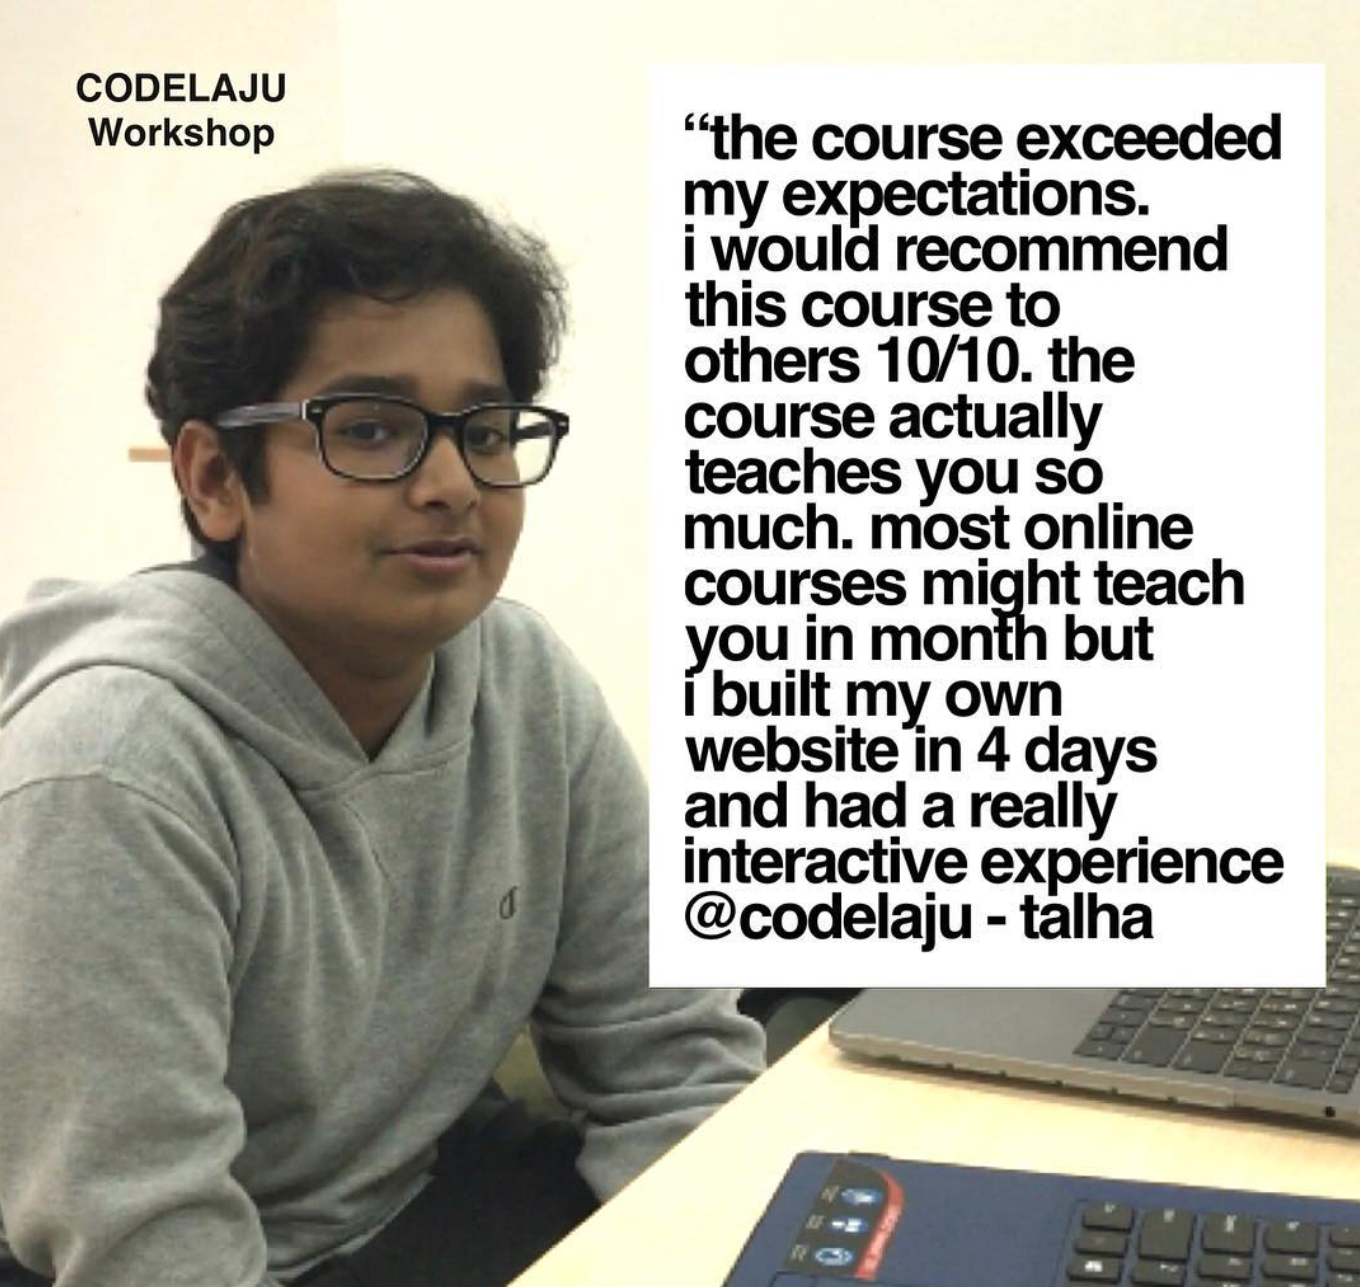 CODELAJU
Workshop
“the course exceeded
my expectations.
i would recommend
this course to
others 10/10. the
course actually
teaches you so
much. most online
courses might teach
you in month but
i built my own
website in 4 days
and had a really
interactive experience
@codelaju - talha